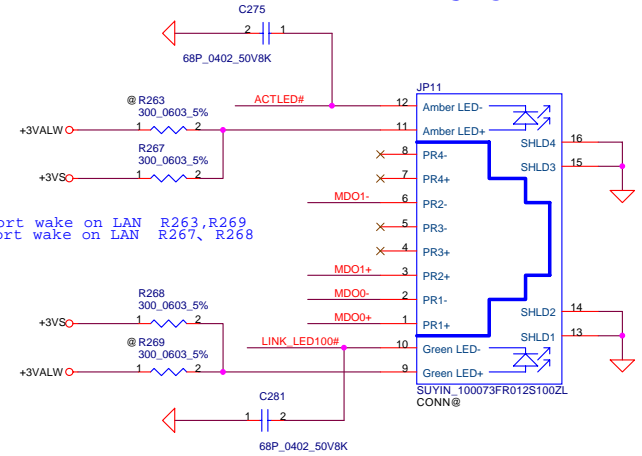 C275
2 1
68P_0402_50V8K
JP11
@ R263
300_0603_5%
ACTLED#
12 Amber LED-
+3VALW
1 2
11 Amber LED+
SHLD4 16
R267
300_0603_5%
8 PR4-
SHLD3 15
+3VS
1 2
7 PR4+
MDO1-
6 PR2-
ort wake on LAN R263,R269
ort wake on LAN R267、R268
5 PR3-
4 PR3+
MDO1+
3 PR2+
R268
300_0603_5%
MDO0-
2 PR1-
SHLD2 14
+3VS
1 2
MDO0+
1 PR1+
SHLD1 13
@ R269
300_0603_5%
LINK_LED100#
10 Green LED-
+3VALW
1 2
9 Green LED+
SUYIN_100073FR012S100ZL
CONN@
C281
1 2
68P_0402_50V8K